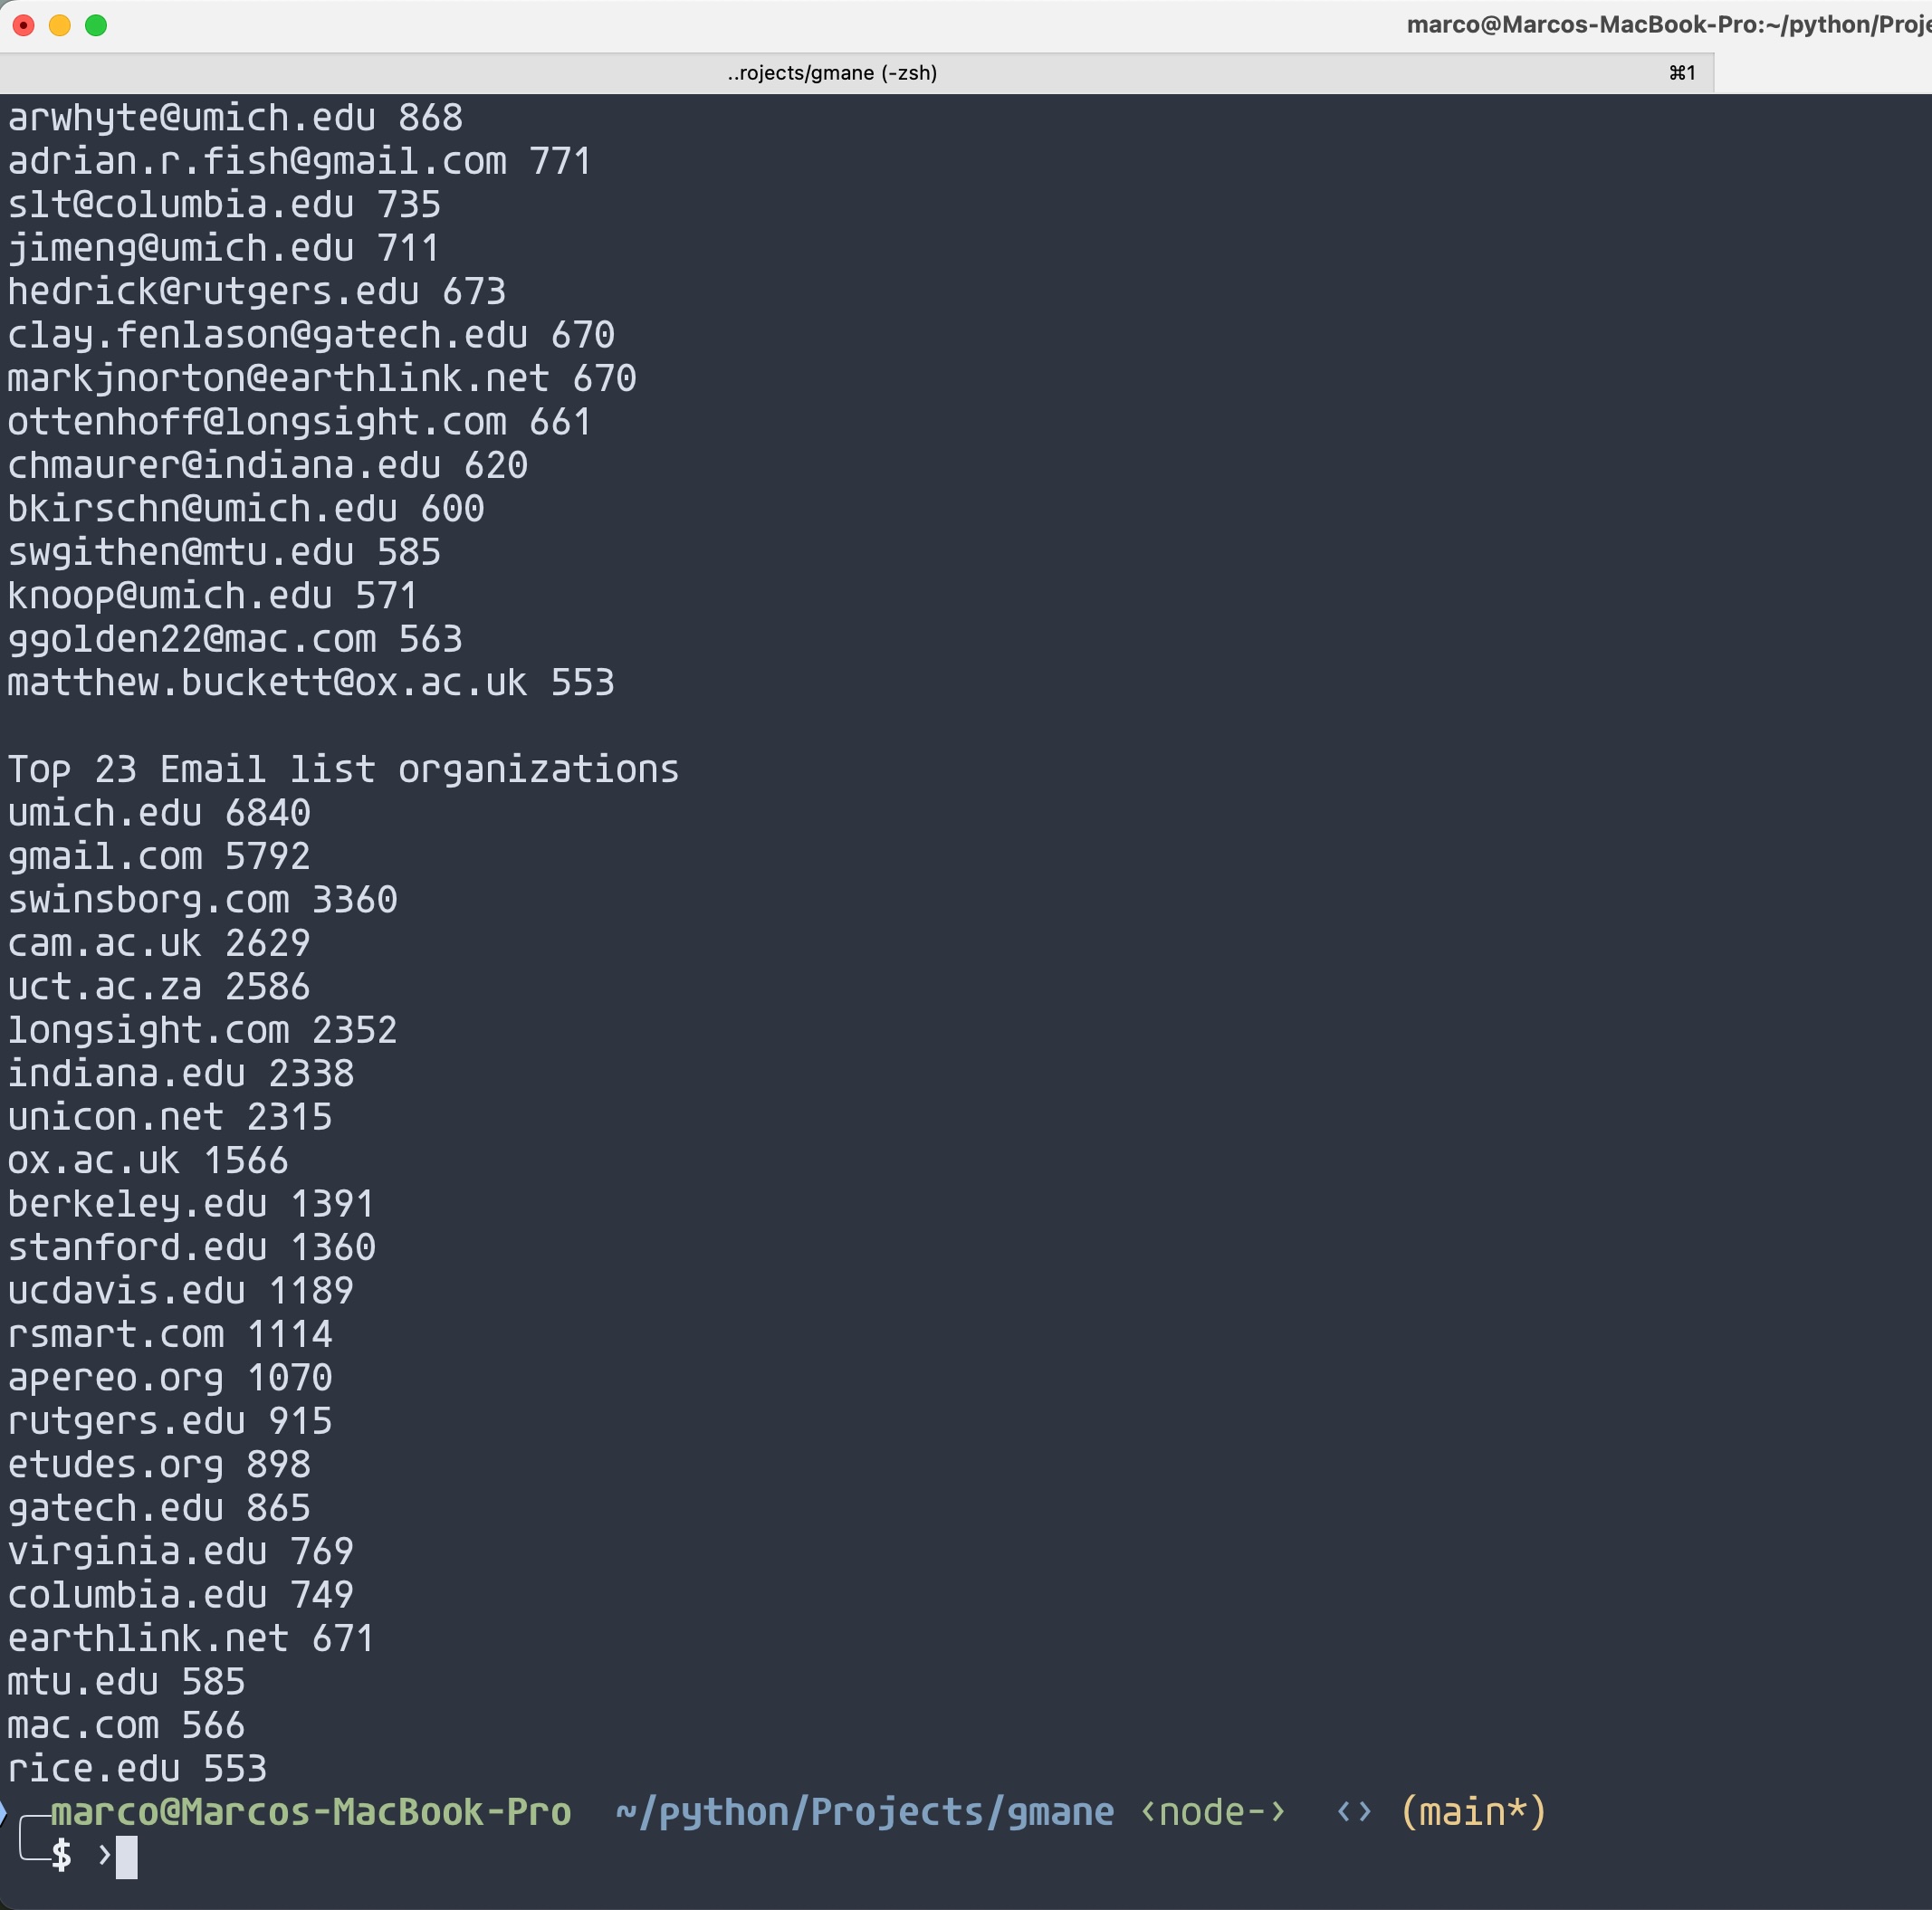 marco@Marcos-MacBook-Pro:~/python/Proje
..rojects/gmane (-zsh) ⌘1
arwhyte@umich.edu 868
adrian.r.fish@gmail.com 771
slt@columbia.edu 735
jimeng@umich.edu 711
hedrick@rutgers.edu 673
clay.fenlason@gatech.edu 670
markjnorton@earthlink.net 670
ottenhoff@longsight.com 661
chmaurer@indiana.edu 620
bkirschn@umich.edu 600
swgithen@mtu.edu 585
knoop@umich.edu 571
ggolden22@mac.com 563
matthew.buckett@ox.ac.uk 553
Top 23 Email list organizations
umich.edu 6840
gmail.com 5792
swinsborg.com 3360
cam.ac.uk 2629
uct.ac.za 2586
longsight.com 2352
indiana.edu 2338
unicon.net 2315
ox.ac.uk 1566
berkeley.edu 1391
stanford.edu 1360
ucdavis.edu 1189
rsmart.com 1114
apereo.org 1070
rutgers.edu 915
etudes.org 898
gatech.edu 865
virginia.edu 769
columbia.edu 749
earthlink.net 671
mtu.edu 585
mac.com 566
rice.edu 553
marco@Marcos-MacBook-Pro ~/python/Projects/gmane ‹node-› ‹› (main*)
$ ›